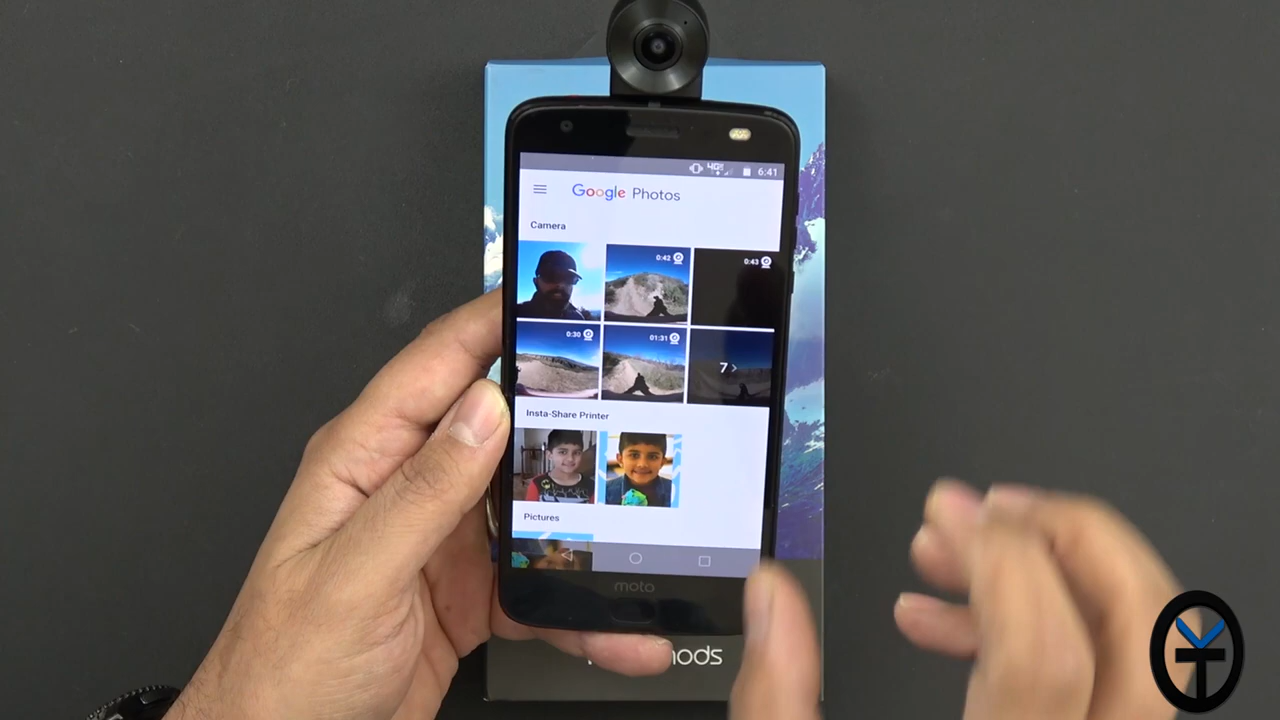 4G 6:41
Google Photos
Camera
0:42 0:43
0:30 01:31 7 >
Insta-Share Printer
Pictures
moto
mods